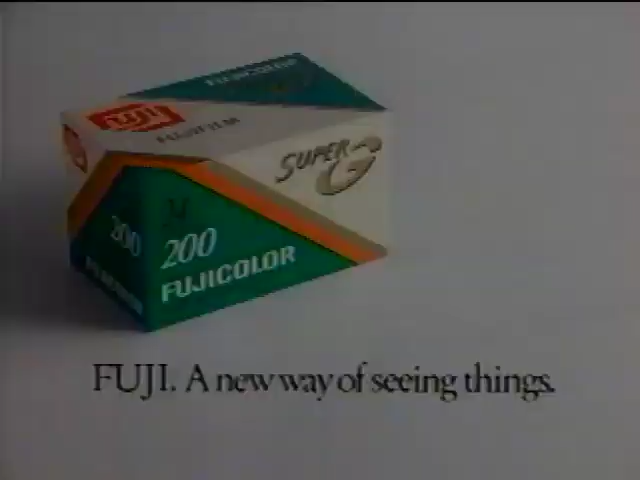 FUJICOLOR
FUJI
FUJIFILM
SUPER G
200
200
FUJICOLOR
FUJI. A new way of seeing things.